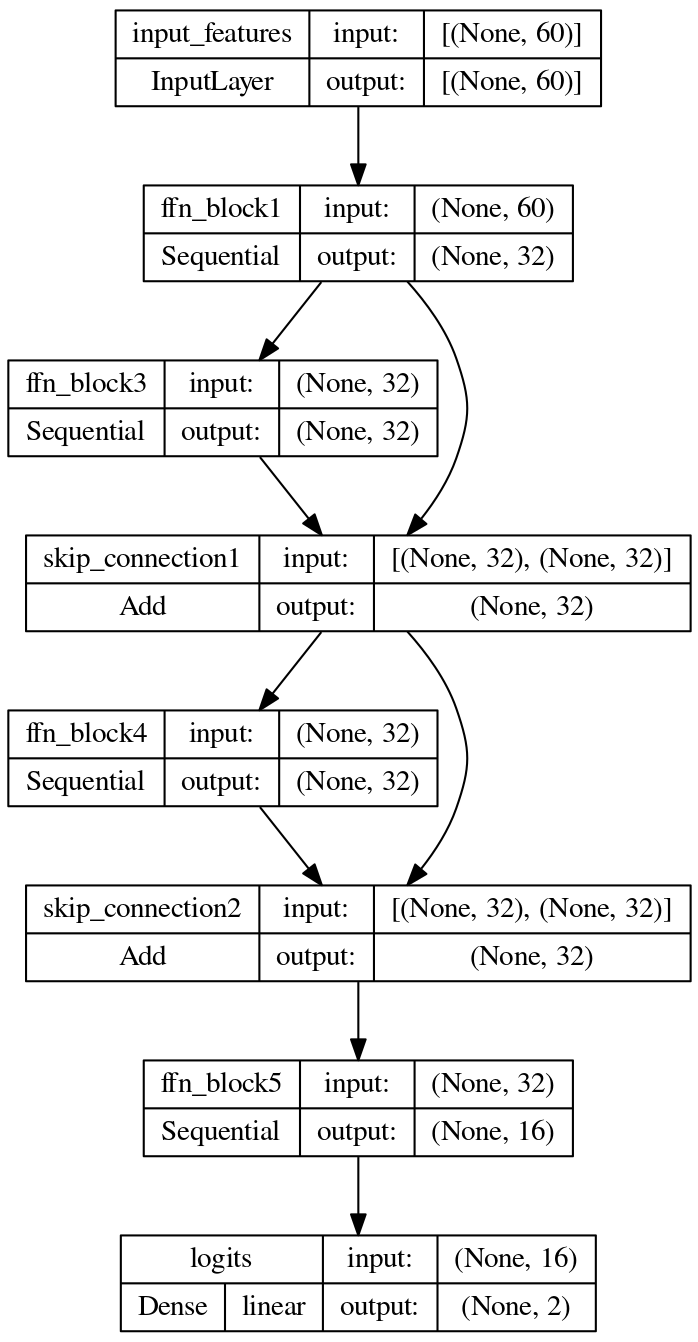 input_features input: [(None, 60)]
InputLayer output: [(None, 60)]
ffn_block1 input: (None, 60)
Sequential output: (None, 32)
ffn_block3 input: (None, 32)
Sequential output: (None, 32)
skip_connection1 input: [(None, 32), (None, 32)]
Add output: (None, 32)
ffn_block4 input: (None, 32)
Sequential output: (None, 32)
skip_connection2 input: [(None, 32), (None, 32)]
Add output: (None, 32)
ffn_block5 input: (None, 32)
Sequential output: (None, 16)
logits input: (None, 16)
Dense linear output: (None, 2)